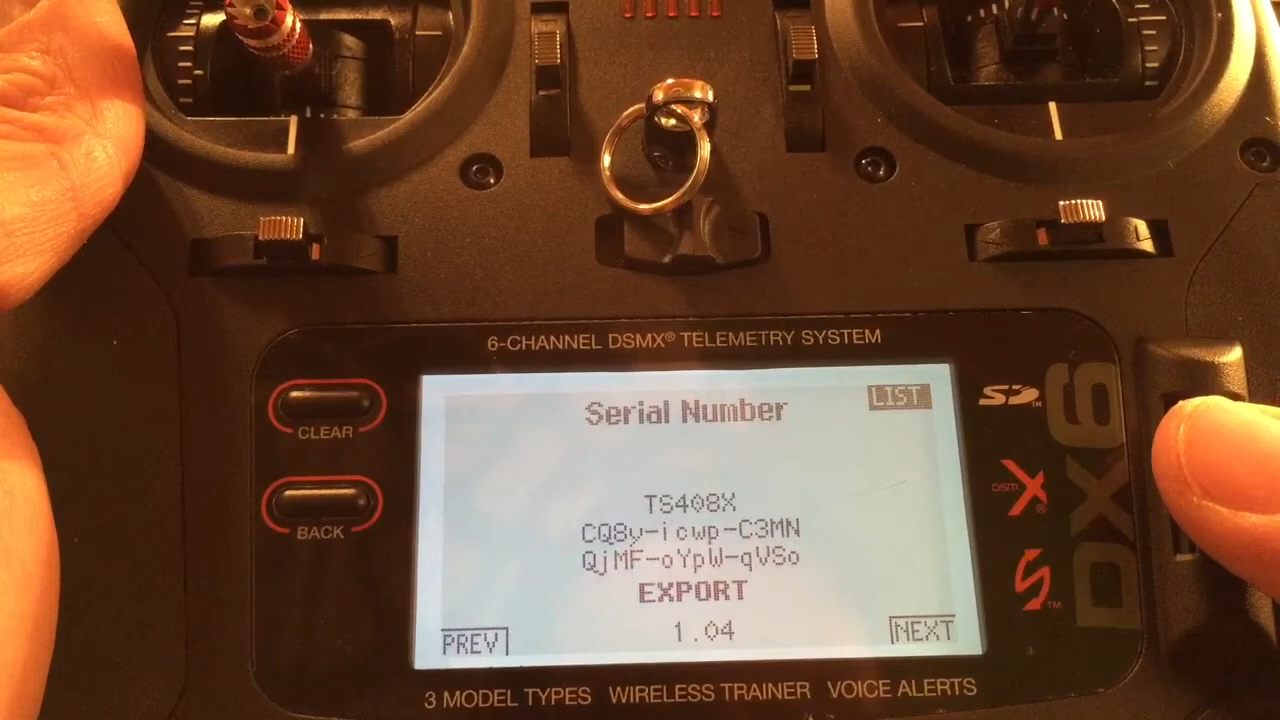 6-CHANNEL DSMX® TELEMETRY SYSTEM
LIST
Serial Number
TS408X
CQ8y-icwp-C3MN
QjMF-oYpW-qVSo
EXPORT
1.04
PREV
NEXT
CLEAR
BACK
SD™
DSM X®
DX6
3 MODEL TYPES WIRELESS TRAINER VOICE ALERTS